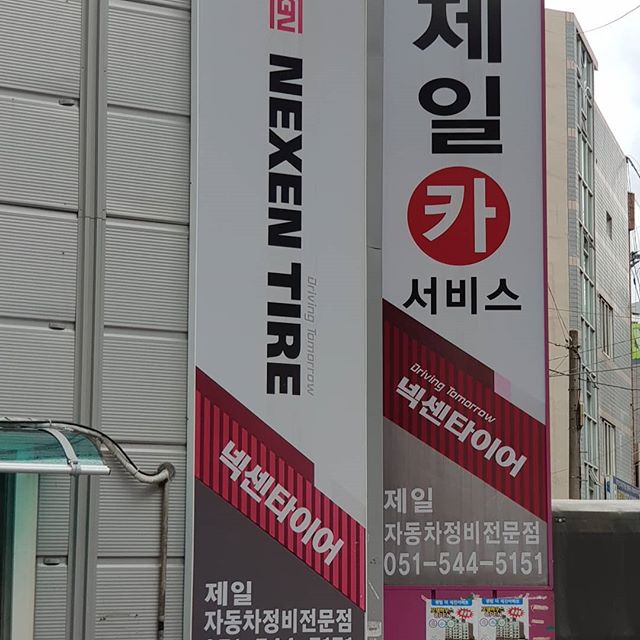 NEXEN TIRE
Driving Tomorrow
넥센타이어
제일
자동차정비전문점
제일
카
서비스
Driving Tomorrow
넥센타이어
제일
자동차정비전문점
051-544-5151